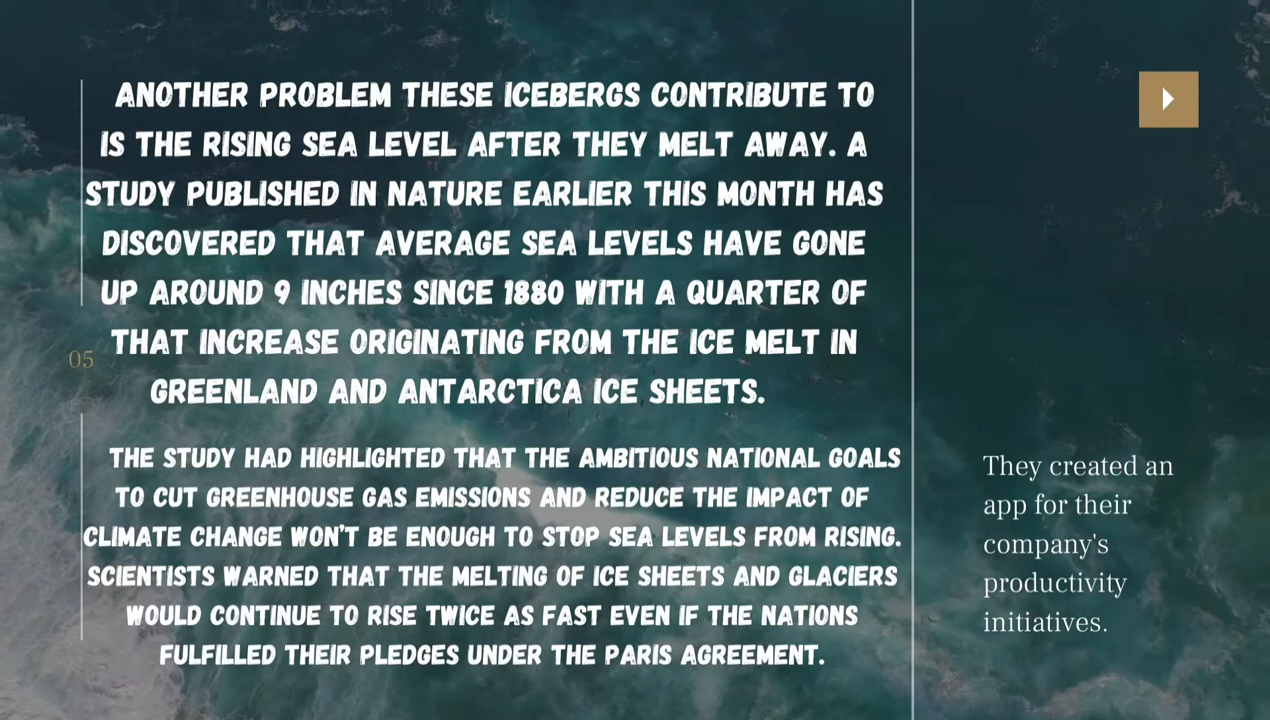 ANOTHER PROBLEM THESE ICEBERGS CONTRIBUTE TO
IS THE RISING SEA LEVEL AFTER THEY MELT AWAY. A
STUDY PUBLISHED IN NATURE EARLIER THIS MONTH HAS
DISCOVERED THAT AVERAGE SEA LEVELS HAVE GONE
UP AROUND 9 INCHES SINCE 1880 WITH A QUARTER OF
THAT INCREASE ORIGINATING FROM THE ICE MELT IN
GREENLAND AND ANTARCTICA ICE SHEETS.
05
THE STUDY HAD HIGHLIGHTED THAT THE AMBITIOUS NATIONAL GOALS
TO CUT GREENHOUSE GAS EMISSIONS AND REDUCE THE IMPACT OF
CLIMATE CHANGE WON'T BE ENOUGH TO STOP SEA LEVELS FROM RISING.
SCIENTISTS WARNED THAT THE MELTING OF ICE SHEETS AND GLACIERS
WOULD CONTINUE TO RISE TWICE AS FAST EVEN IF THE NATIONS
FULFILLED THEIR PLEDGES UNDER THE PARIS AGREEMENT.
They created an
app for their
company's
productivity
initiatives.